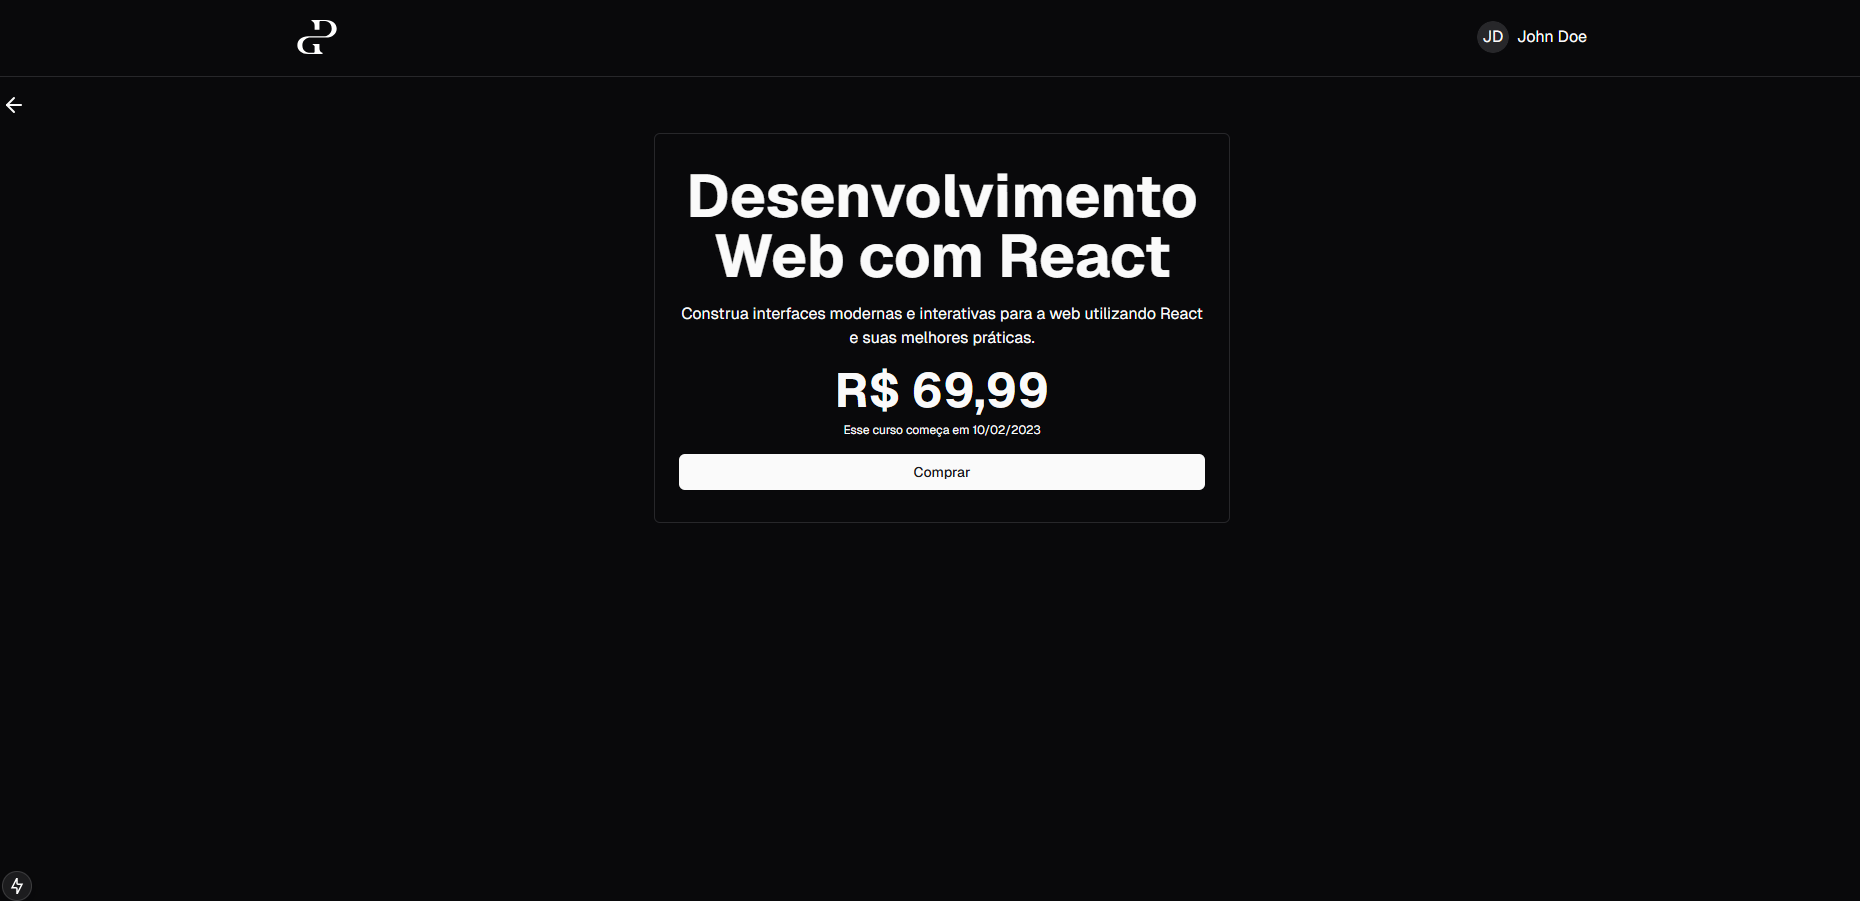 JD John Doe
Desenvolvimento
Web com React
Construa interfaces modernas e interativas para a web utilizando React
e suas melhores práticas.
R$ 69,99
Esse curso começa em 10/02/2023
Comprar